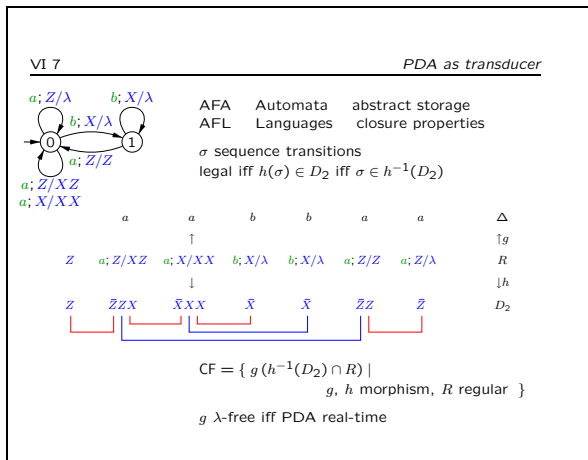 VI 7 PDA as transducer
a; Z/λ b; X/λ
b; X/λ
0 1
a; Z/Z
a; Z/XZ
a; X/XX
AFA Automata abstract storage
AFL Languages closure properties
σ sequence transitions
legal iff h(σ) ∈ D₂ iff σ ∈ h⁻¹(D₂)
a a b b a a Δ
↑ ↑g
Z a; Z/XZ a; X/XX b; X/λ b; X/λ a; Z/Z a; Z/λ R
↓ ↓h
Z Z̄ZX X̄XX X̄ X̄ Z̄Z Z̄ D₂
CF = { g (h⁻¹(D₂) ∩ R) |
g, h morphism, R regular }
g λ-free iff PDA real-time